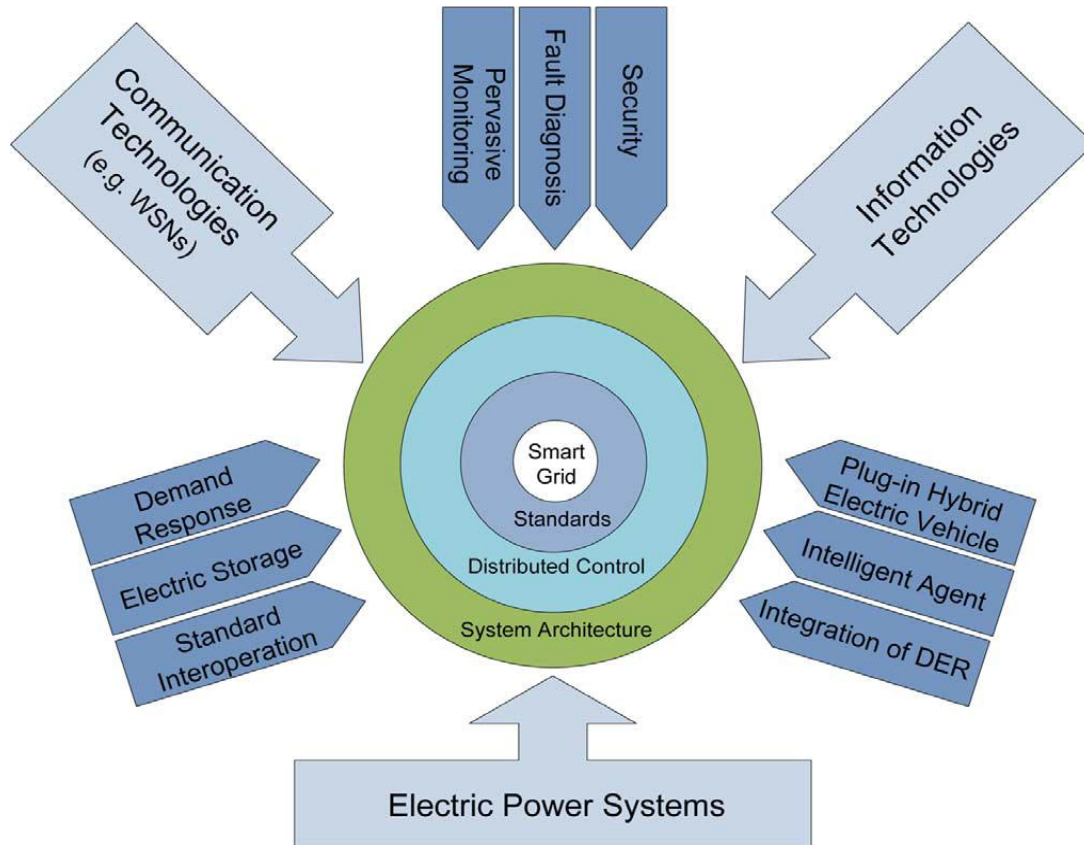 Communication
Technologies
(e.g. WSNs)
Pervasive
Monitoring
Fault Diagnosis
Security
Information
Technologies
Smart
Grid
Standards
Distributed Control
System Architecture
Demand
Response
Electric Storage
Standard
Interoperation
Plug-in Hybrid
Electric Vehicle
Intelligent Agent
Integration of DER
Electric Power Systems